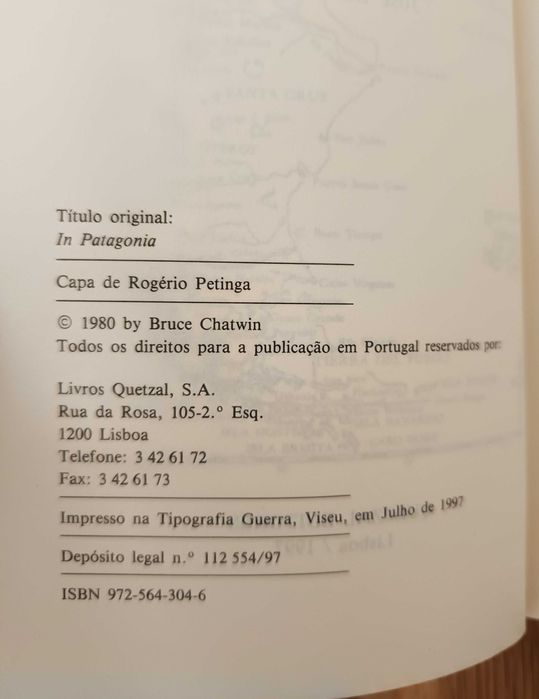 Título original:
In Patagonia
Capa de Rogério Petinga
© 1980 by Bruce Chatwin
Todos os direitos para a publicação em Portugal reservados por:
Livros Quetzal, S.A.
Rua da Rosa, 105-2.º Esq.
1200 Lisboa
Telefone: 3 42 61 72
Fax: 3 42 61 73
Impresso na Tipografia Guerra, Viseu, em Julho de 1997
Depósito legal n.º 112 554/97
ISBN 972-564-304-6